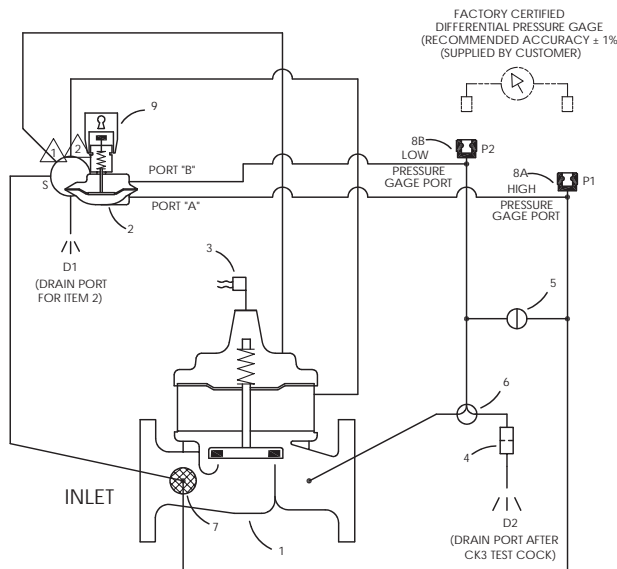 FACTORY CERTIFIED
DIFFERENTIAL PRESSURE GAGE
(RECOMMENDED ACCURACY ± 1%
(SUPPLIED BY CUSTOMER)
9
8B
P2
1
2
PORT "B"
LOW
PRESSURE
GAGE PORT
8A
P1
S
PORT "A"
HIGH
PRESSURE
GAGE PORT
2
D1
(DRAIN PORT
FOR ITEM 2)
3
5
6
4
INLET
7
1
D2
(DRAIN PORT AFTER
CK3 TEST COCK)